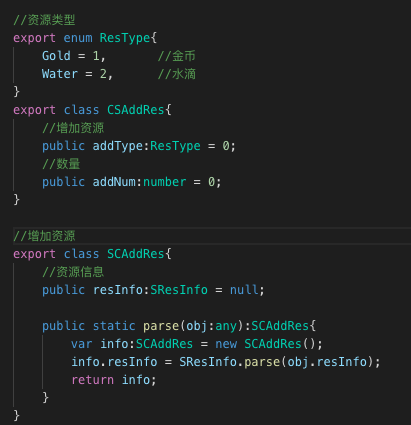 //资源类型
export enum ResType{
    Gold = 1,       //金币
    Water = 2,      //水滴
}
export class CSAddRes{
    //增加资源
    public addType:ResType = 0;
    //数量
    public addNum:number = 0;
}

//增加资源
export class SCAddRes{
    //资源信息
    public resInfo:SResInfo = null;

    public static parse(obj:any):SCAddRes{
        var info:SCAddRes = new SCAddRes();
        info.resInfo = SResInfo.parse(obj.resInfo);
        return info;
    }
}